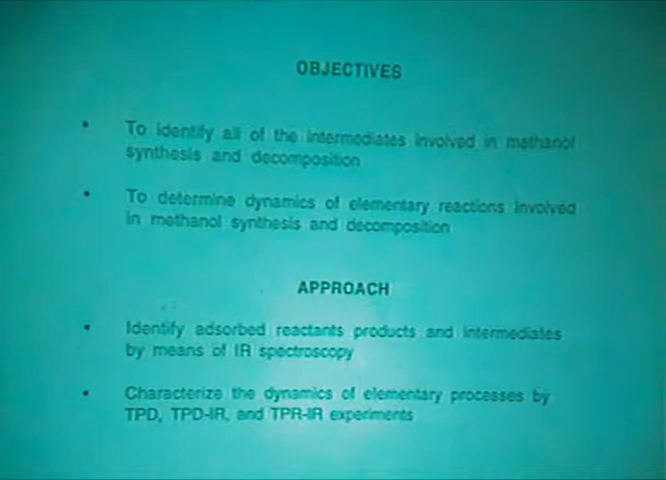 OBJECTIVES
• To identify all of the intermediates involved in methanol
synthesis and decomposition
• To determine dynamics of elementary reactions involved
in methanol synthesis and decomposition
APPROACH
• Identify adsorbed reactants products and intermediates
by means of IR spectroscopy
• Characterize the dynamics of elementary processes by
TPD, TPD-IR, and TPR-IR experiments